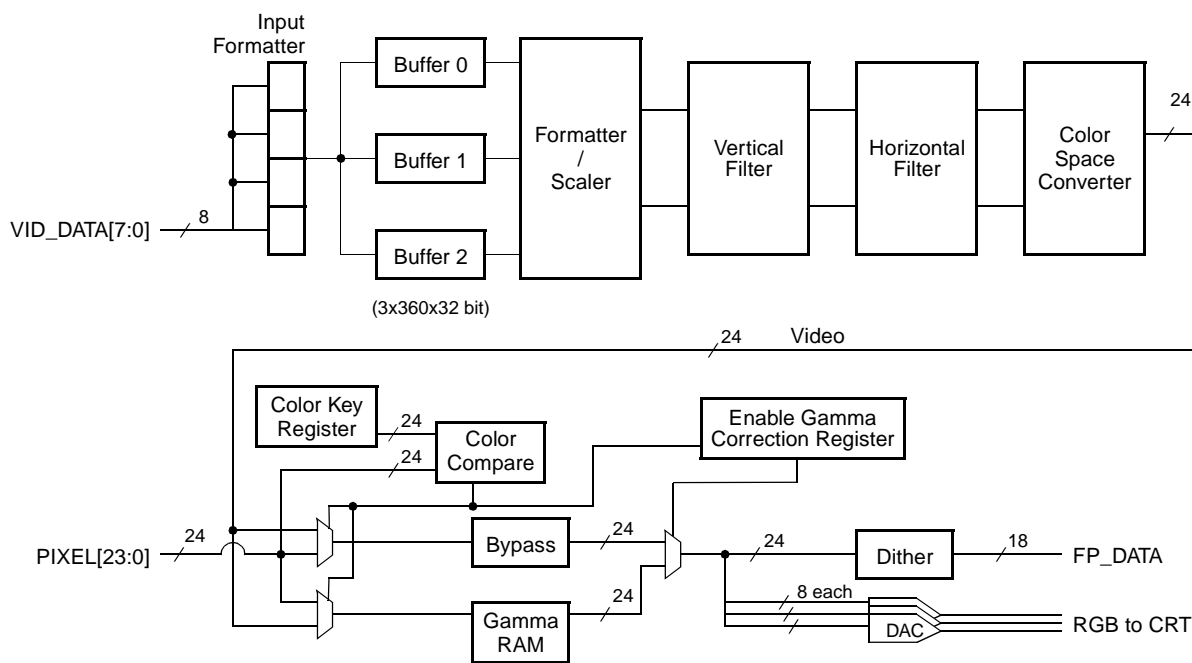 Input
Formatter
Buffer 0
Buffer 1
Buffer 2
(3x360x32 bit)
Formatter
/
Scaler
Vertical
Filter
Horizontal
Filter
Color
Space
Converter
24
VID_DATA[7:0]
8
24
Video
Color Key
Register
24
Color
Compare
24
Enable Gamma
Correction Register
PIXEL[23:0]
24
Bypass
24
Gamma
RAM
24
24
Dither
18
FP_DATA
8 each
DAC
RGB to CRT